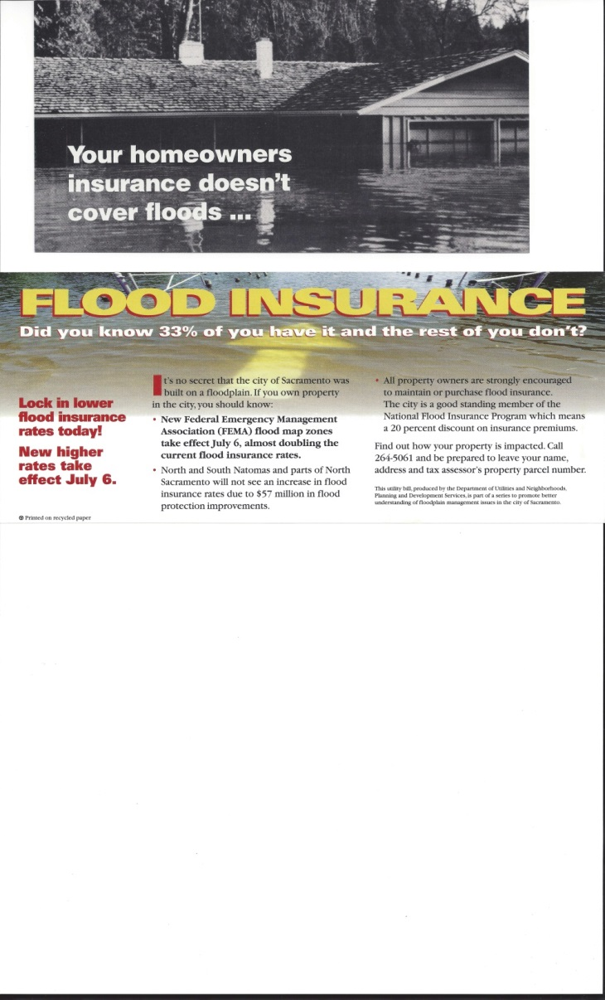 Your homeowners
insurance doesn't
cover floods ...
FLOOD INSURANCE
Did you know 33% of you have it and the rest of you don't?
Lock in lower
flood insurance
rates today!
New higher
rates take
effect July 6.
It's no secret that the city of Sacramento was
built on a floodplain. If you own property
in the city, you should know:
• New Federal Emergency Management
Association (FEMA) flood map zones
take effect July 6, almost doubling the
current flood insurance rates.
• North and South Natomas and parts of North
Sacramento will not see an increase in flood
insurance rates due to $57 million in flood
protection improvements.
• All property owners are strongly encouraged
to maintain or purchase flood insurance.
The city is a good standing member of the
National Flood Insurance Program which means
a 20 percent discount on insurance premiums.
Find out how your property is impacted. Call
264-5061 and be prepared to leave your name,
address and tax assessor's property parcel number.
This utility bill, produced by the Department of Utilities and Neighborhoods,
Planning and Development Services, is part of a series to promote better
understanding of floodplain management issues in the city of Sacramento.
Printed on recycled paper